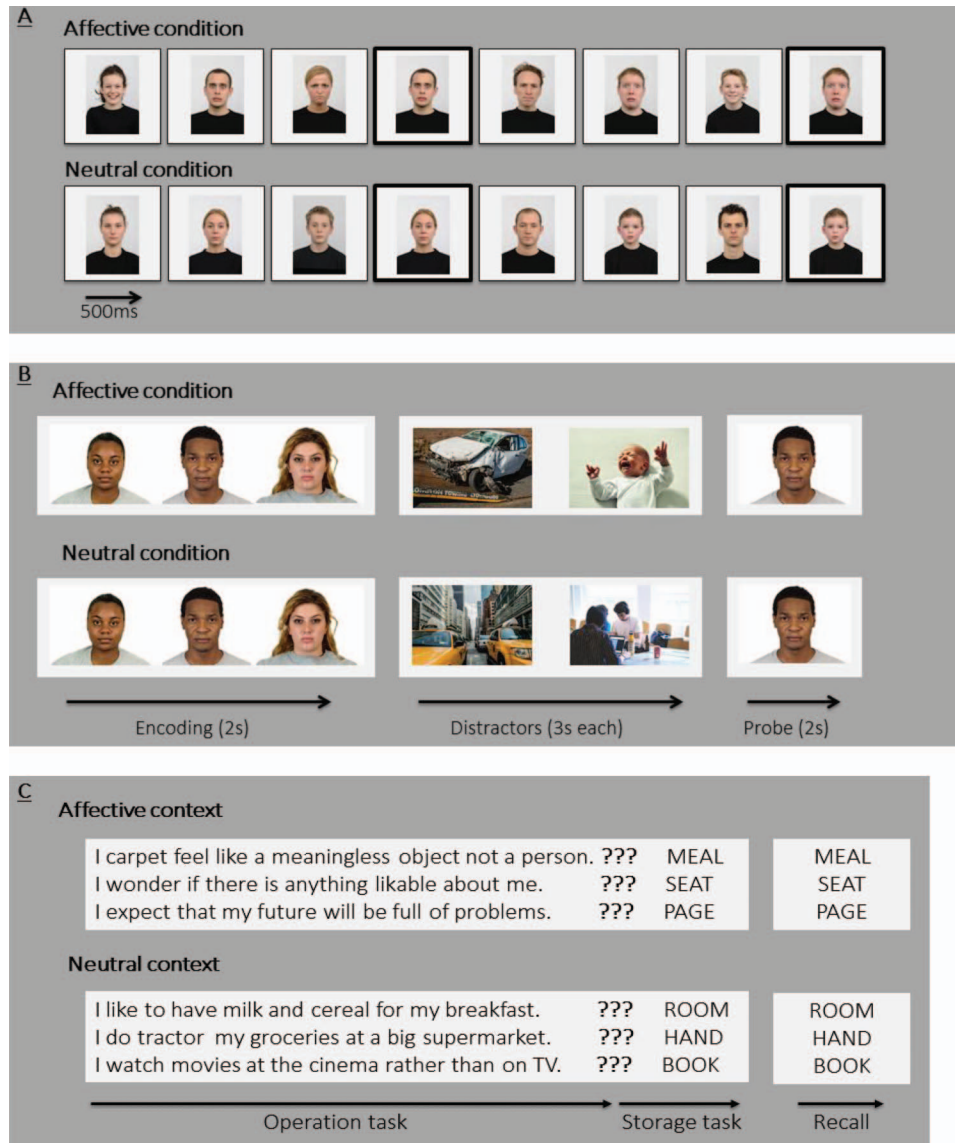 A
Affective condition
Neutral condition
500ms
B
Affective condition
Neutral condition
Encoding (2s)
Distractors (3s each)
Probe (2s)
C
Affective context
I carpet feel like a meaningless object not a person. ??? MEAL MEAL
I wonder if there is anything likable about me. ??? SEAT SEAT
I expect that my future will be full of problems. ??? PAGE PAGE
Neutral context
I like to have milk and cereal for my breakfast. ??? ROOM ROOM
I do tractor my groceries at a big supermarket. ??? HAND HAND
I watch movies at the cinema rather than on TV. ??? BOOK BOOK
Operation task Storage task Recall